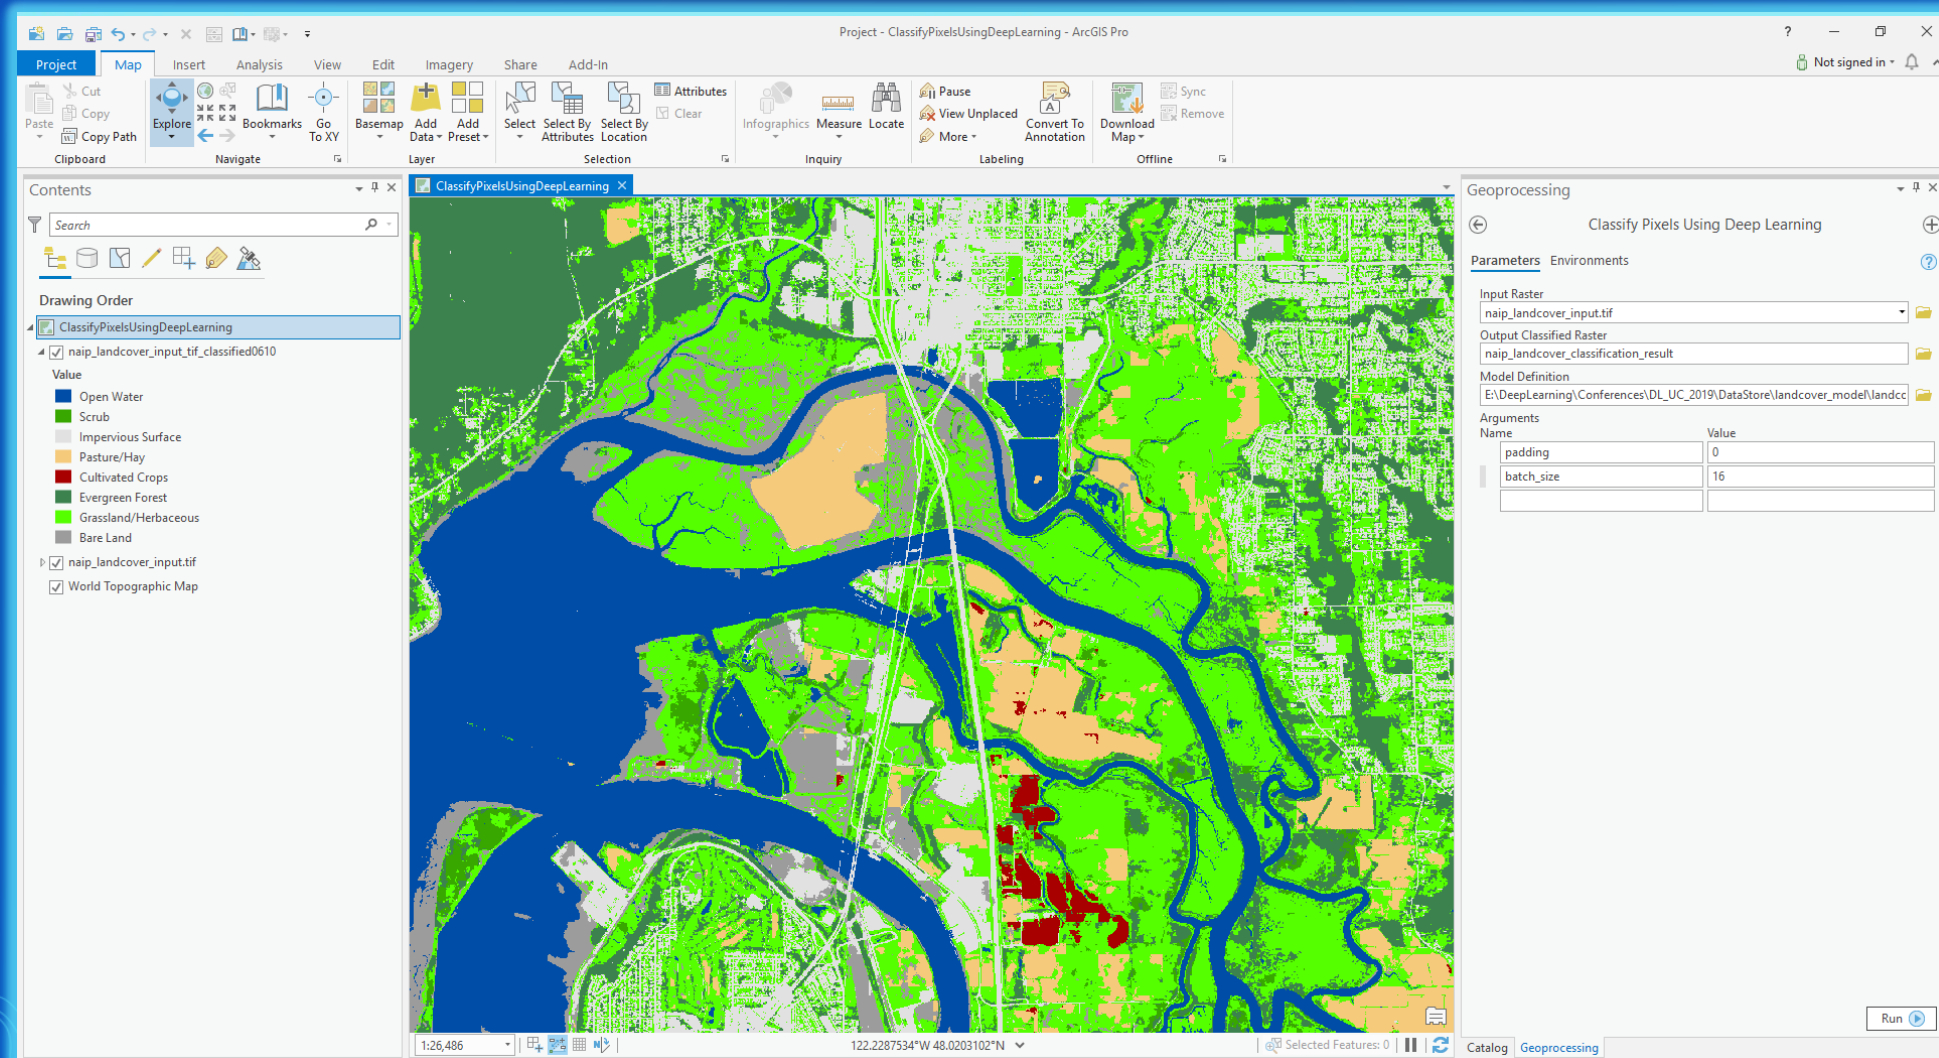 Project - ClassifyPixelsUsingDeepLearning - ArcGIS Pro
?
Project Map Insert Analysis View Edit Imagery Share Add-In
Not signed in
Paste
Cut
Copy
Copy Path
Clipboard
Explore
Bookmarks
Go To XY
Navigate
Basemap
Add Data
Add Preset
Layer
Select
Select By Attributes
Select By Location
Attributes
Clear
Selection
Infographics
Measure
Locate
Inquiry
Pause
View Unplaced
More
Convert To Annotation
Labeling
Download Map
Sync
Remove
Offline
Contents
Search
Drawing Order
ClassifyPixelsUsingDeepLearning
naip_landcover_input_tif_classified0610
Value
Open Water
Scrub
Impervious Surface
Pasture/Hay
Cultivated Crops
Evergreen Forest
Grassland/Herbaceous
Bare Land
naip_landcover_input.tif
World Topographic Map
ClassifyPixelsUsingDeepLearning
1:26,486
122.2287534°W 48.0203102°N
Selected Features: 0
Geoprocessing
Classify Pixels Using Deep Learning
Parameters Environments
?
Input Raster
naip_landcover_input.tif
Output Classified Raster
naip_landcover_classification_result
Model Definition
E:\DeepLearning\Conferences\DL_UC_2019\DataStore\landcover_model\landcc
Arguments
Name Value
padding 0
batch_size 16
Run
Catalog Geoprocessing